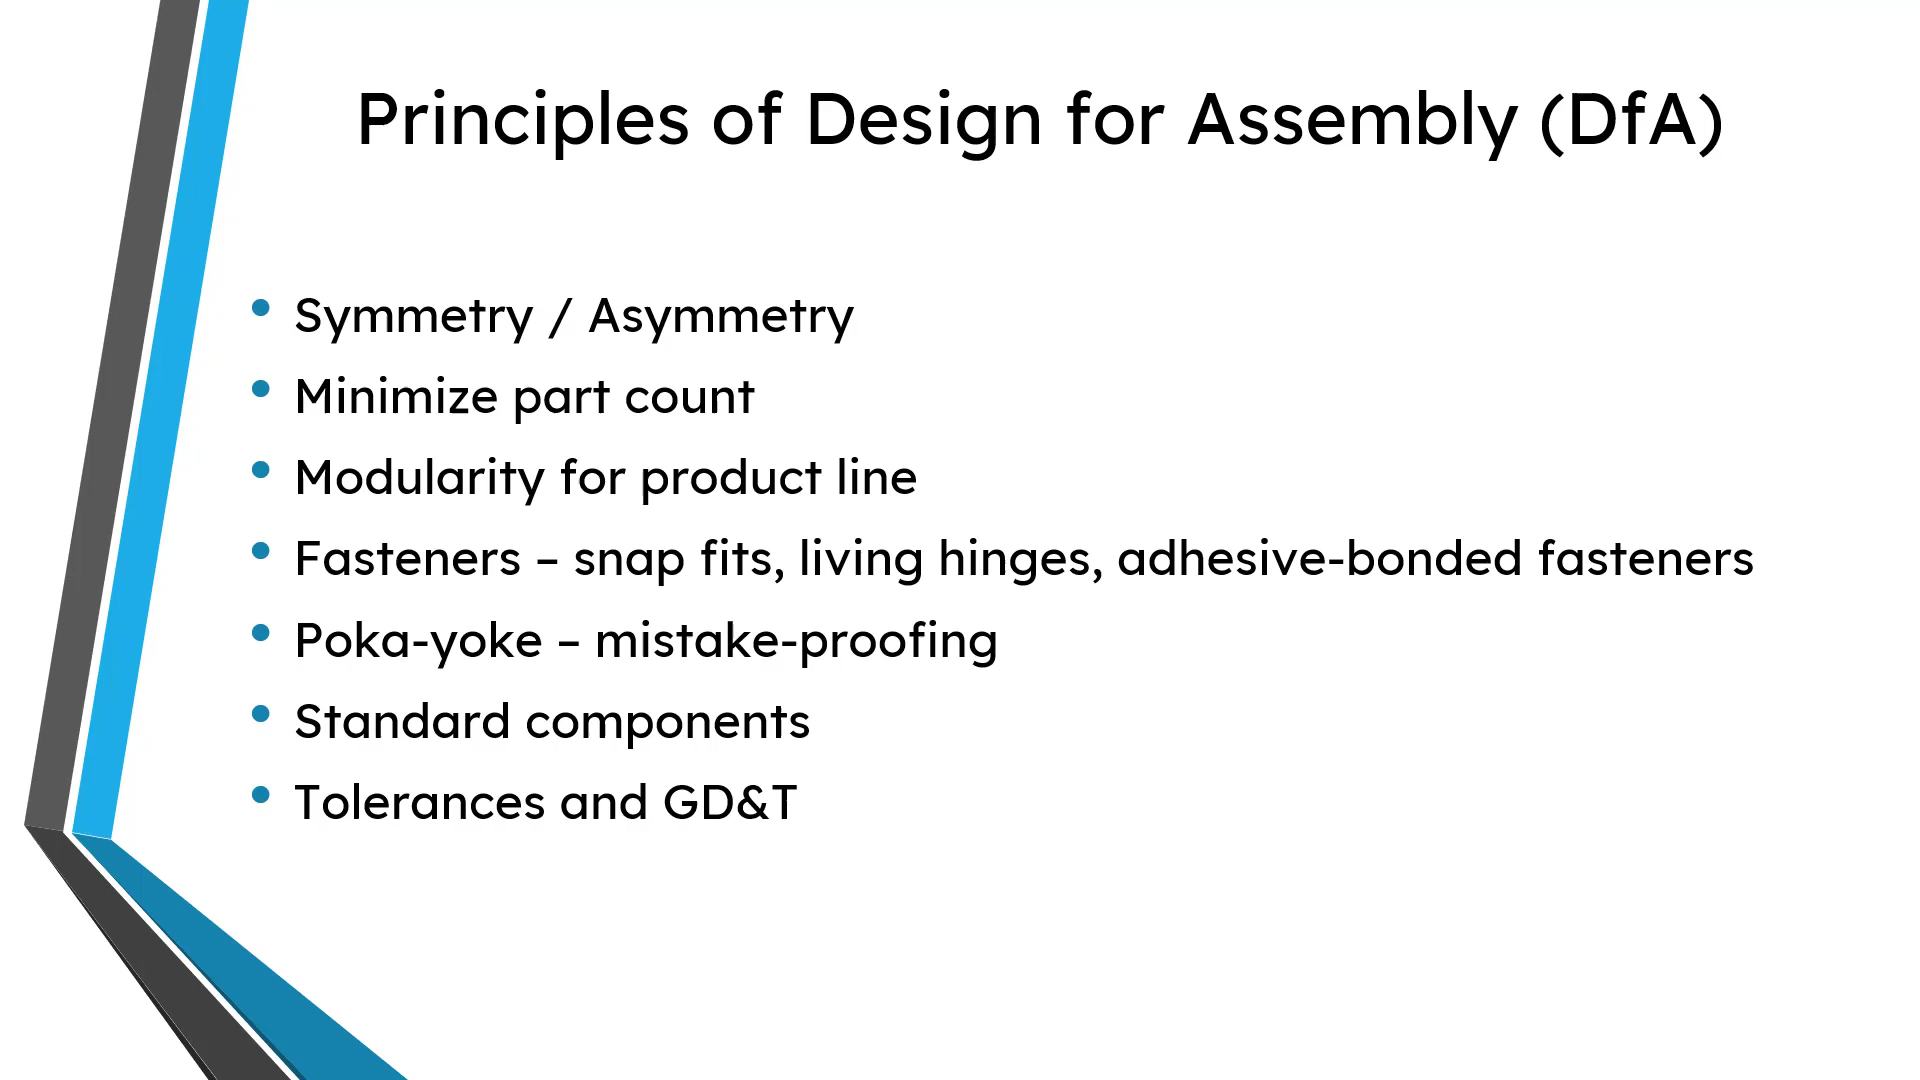 Principles of Design for Assembly (DfA)
• Symmetry / Asymmetry
• Minimize part count
• Modularity for product line
• Fasteners – snap fits, living hinges, adhesive-bonded fasteners
• Poka-yoke – mistake-proofing
• Standard components
• Tolerances and GD&T